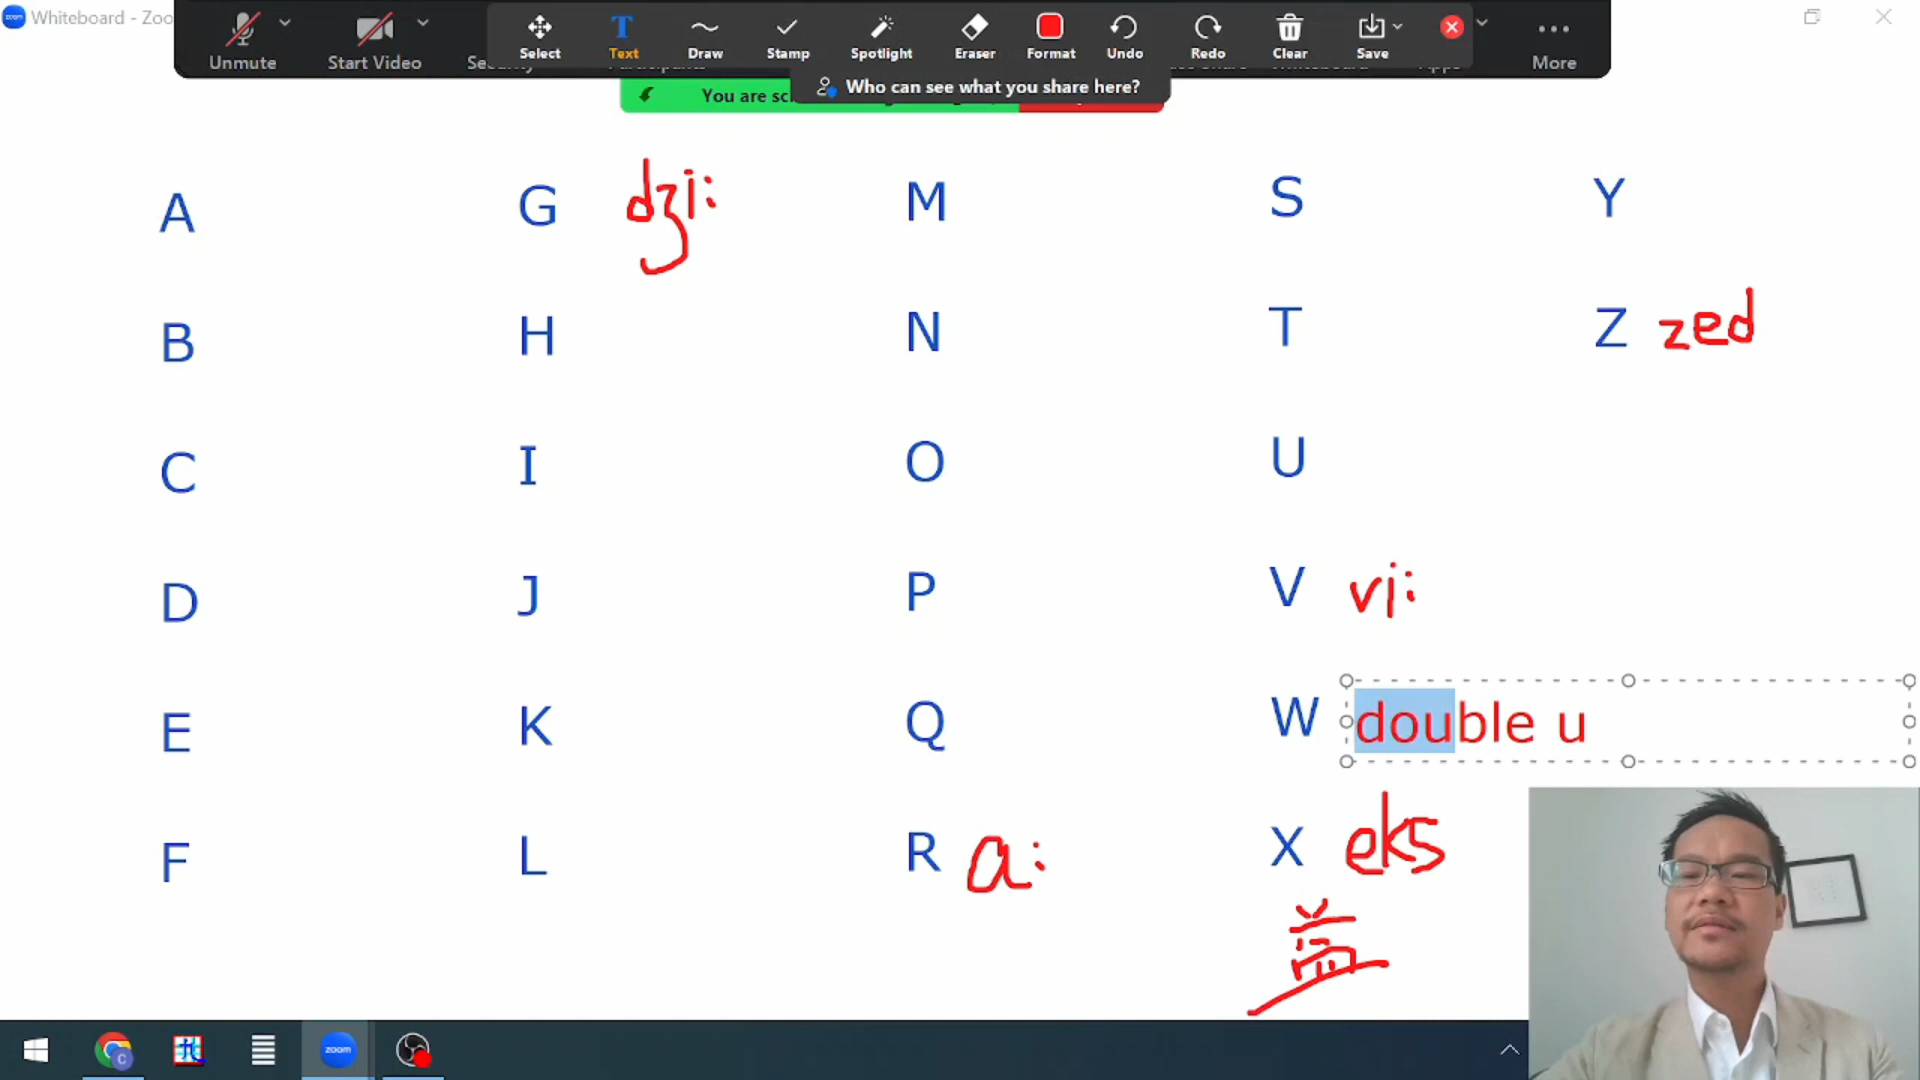 Whiteboard - Zoo
Unmute
Start Video
Select
Text
Draw
Stamp
Spotlight
Eraser
Format
Undo
Redo
Clear
Save
More
Who can see what you share here?
You are
A G dʒi: M S Y
B H N T Z zed
C I O U
D J P V vi:
E K Q W double u
F L R a: X eks
益
zoom